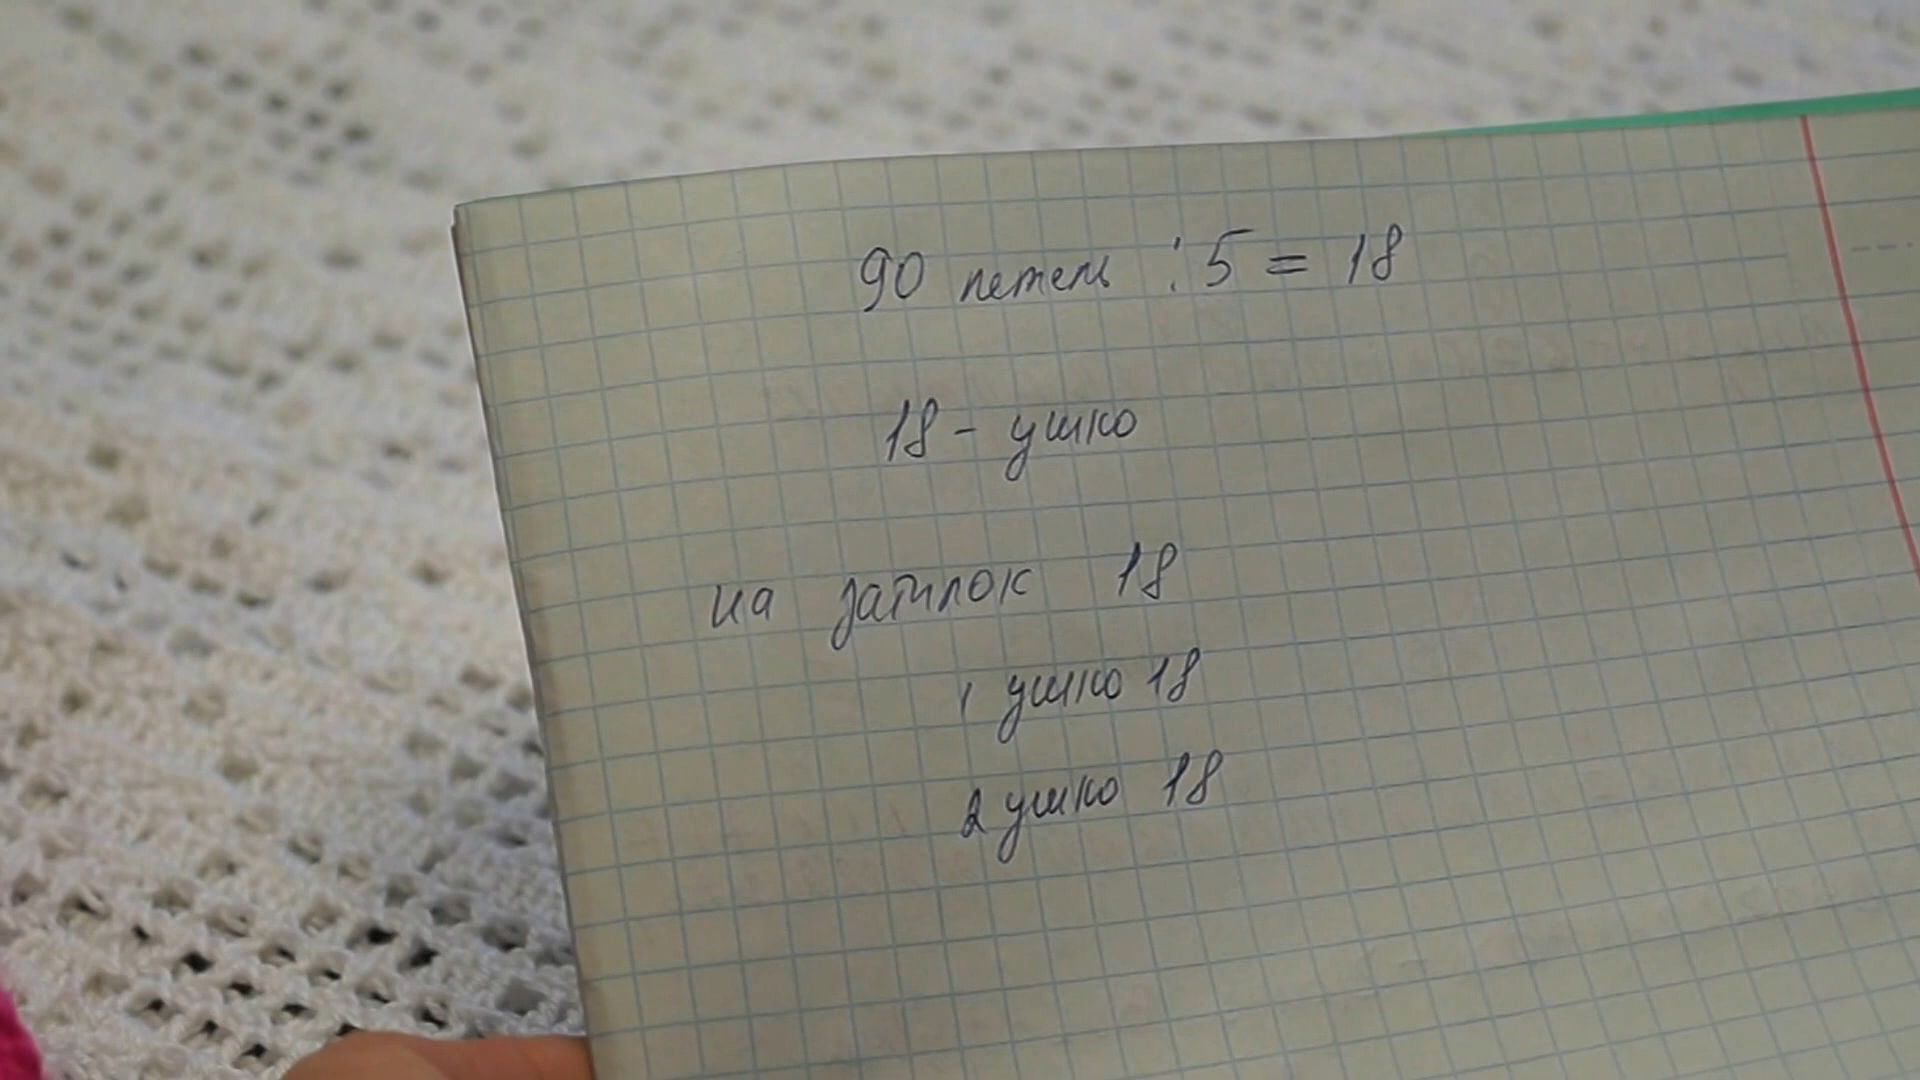 90 петель : 5 = 18
18 - ушко
на затылок 18
1 ушко 18
2 ушко 18